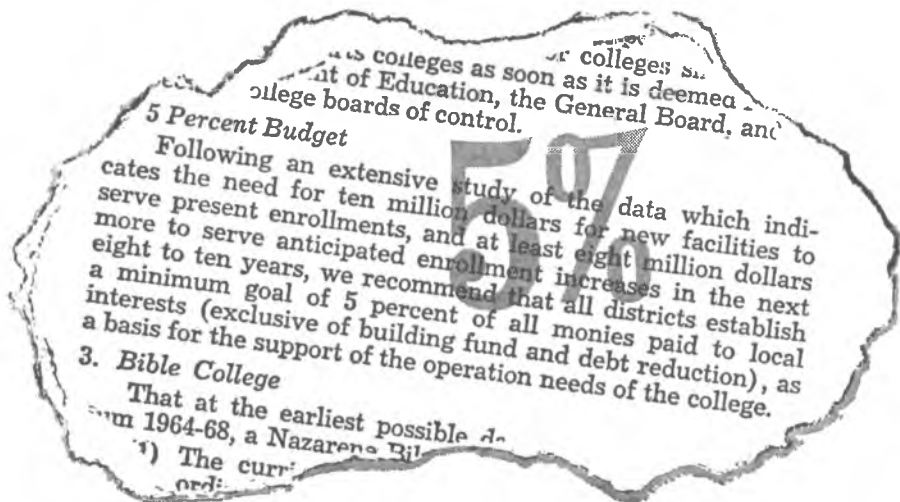 colleges
colleges as soon as it is deemed
of Education, the General Board, and
boards of control.
5 Percent Budget
5%
Following an extensive study of the data which indi-
cates the need for ten million dollars for new facilities to
serve present enrollments, and at least eight million dollars
more to serve anticipated enrollment increases in the next
eight to ten years, we recommend that all districts establish
a minimum goal of 5 percent of all monies paid to local
interests (exclusive of building fund and debt reduction), as
a basis for the support of the operation needs of the college.
3. Bible College
That at the earliest possible
1964-68, a Nazarene
1) The